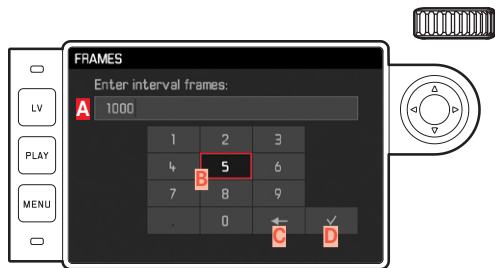 FRAMES
Enter interval frames:
A 1000
1 2 3
LV
4 5 6
B
PLAY
7 8 9
MENU
. 0 ← ✓
C D